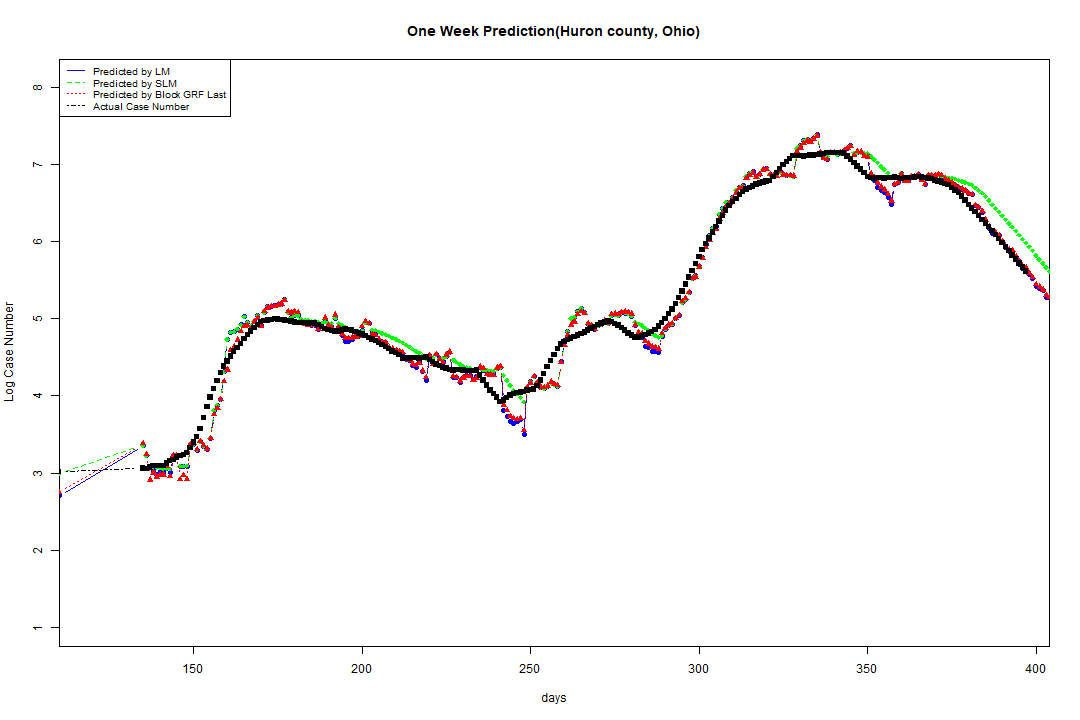 One Week Prediction(Huron county, Ohio)
Predicted by LM
Predicted by SLM
Predicted by Block GRF Last
Actual Case Number
8
7
6
5
4
3
2
1
Log Case Number
150 200 250 300 350 400
days